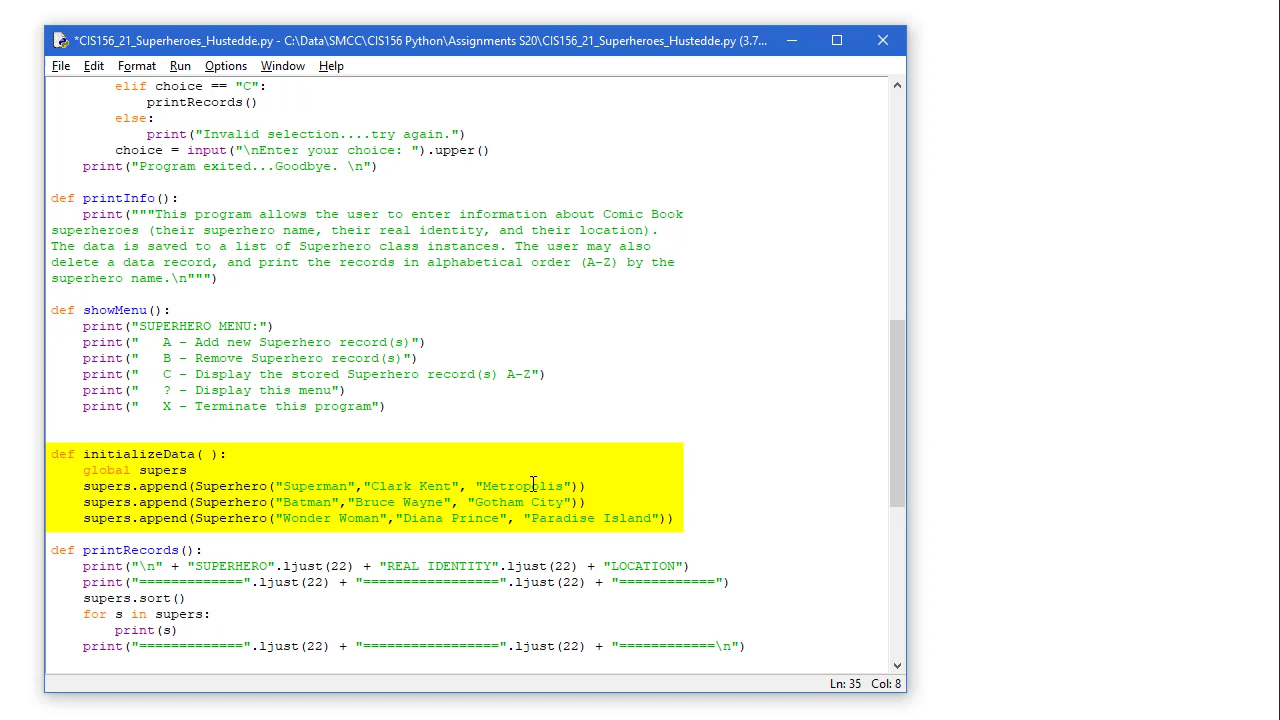 *CIS156_21_Superheroes_Hustedde.py - C:\Data\SMCC\CIS156 Python\Assignments S20\CIS156_21_Superheroes_Hustedde.py (3.7...
File Edit Format Run Options Window Help
elif choice == "C":
printRecords()
else:
print("Invalid selection....try again.")
choice = input("\nEnter your choice: ").upper()
print("Program exited...Goodbye. \n")
def printInfo():
print("""This program allows the user to enter information about Comic Book
superheroes (their superhero name, their real identity, and their location).
The data is saved to a list of Superhero class instances. The user may also
delete a data record, and print the records in alphabetical order (A-Z) by the
superhero name.\n""")
def showMenu():
print("SUPERHERO MENU:")
print("   A - Add new Superhero record(s)")
print("   B - Remove Superhero record(s)")
print("   C - Display the stored Superhero record(s) A-Z")
print("   ? - Display this menu")
print("   X - Terminate this program")
def initializeData( ):
global supers
supers.append(Superhero("Superman","Clark Kent", "Metropolis"))
supers.append(Superhero("Batman","Bruce Wayne", "Gotham City"))
supers.append(Superhero("Wonder Woman","Diana Prince", "Paradise Island"))
def printRecords():
print("\n" + "SUPERHERO".ljust(22) + "REAL IDENTITY".ljust(22) + "LOCATION")
print("=============".ljust(22) + "=================".ljust(22) + "============")
supers.sort()
for s in supers:
print(s)
print("=============".ljust(22) + "=================".ljust(22) + "============\n")
Ln: 35 Col: 8